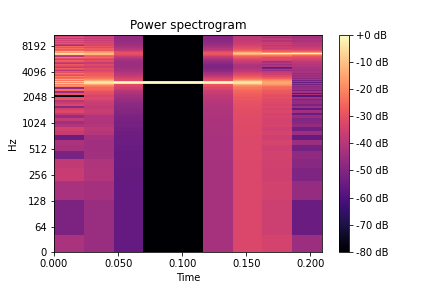 Power spectrogram
8192
4096
2048
1024
512
256
128
64
0
Hz
0.000 0.050 0.100 0.150 0.200
Time
+0 dB
-10 dB
-20 dB
-30 dB
-40 dB
-50 dB
-60 dB
-70 dB
-80 dB